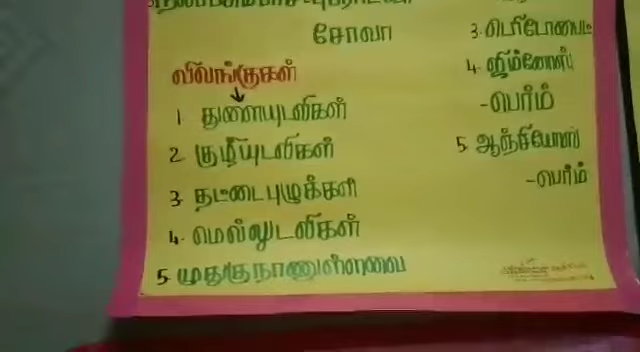 சோவா
விலங்குகள்
1 துளையுடலிகள்
2 குழியுடலிகள்
3 தட்டைபுழுக்கள்
4. மெல்லுடலிகள்
5 முதுகுநாணுள்ளவை
3. டெரிடோபைட்
4. ஜிம்னோஸ்
-பெர்ம்
5 ஆஞ்சியோஸ்
-பெர்ம்